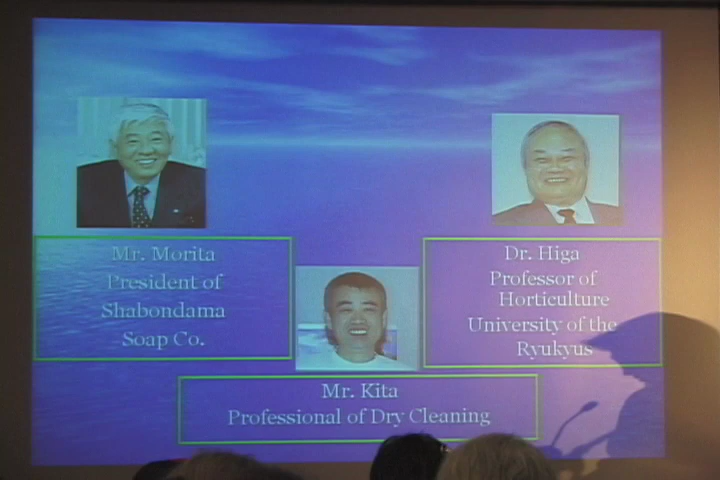 Mr. Morita
President of
Shabondama
Soap Co.
Dr. Higa
Professor of
Horticulture
University of the
Ryukyus
Mr. Kita
Professional of Dry Cleaning